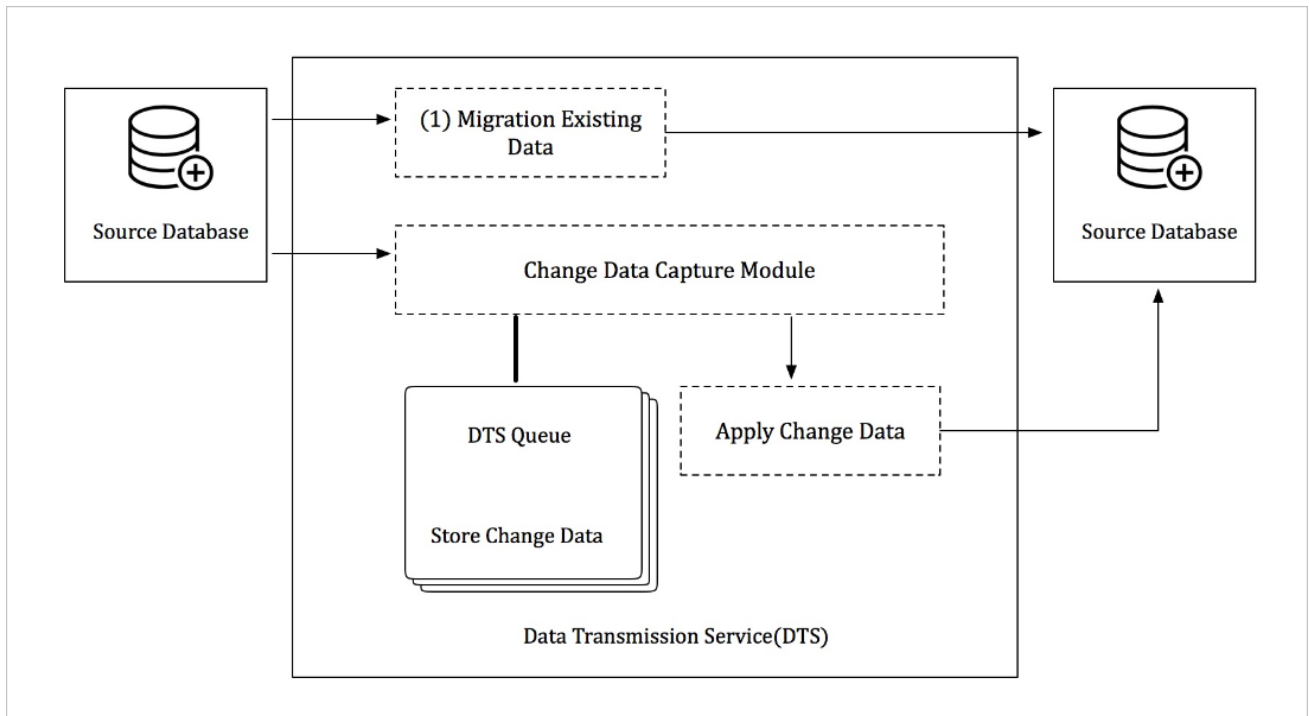 Source Database
(1) Migration Existing
Data
Source Database
Change Data Capture Module
DTS Queue
Store Change Data
Apply Change Data
Data Transmission Service(DTS)